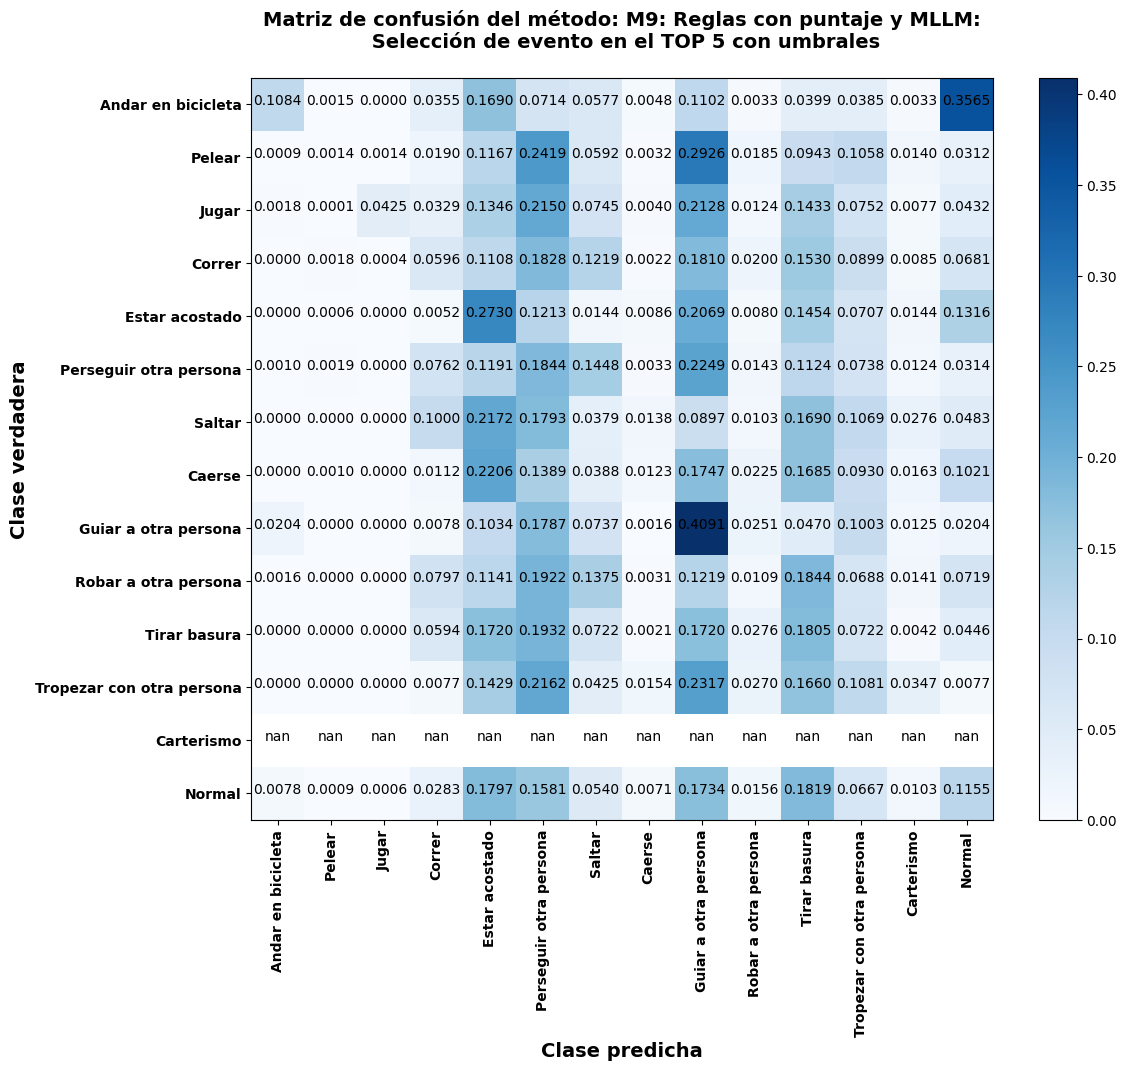 Matriz de confusión del método: M9: Reglas con puntaje y MLLM:
Selección de evento en el TOP 5 con umbrales
Clase verdadera
Andar en bicicleta 0.1084 0.0015 0.0000 0.0355 0.1690 0.0714 0.0577 0.0048 0.1102 0.0033 0.0399 0.0385 0.0033 0.3565
Pelear 0.0009 0.0014 0.0014 0.0190 0.1167 0.2419 0.0592 0.0032 0.2926 0.0185 0.0943 0.1058 0.0140 0.0312
Jugar 0.0018 0.0001 0.0425 0.0329 0.1346 0.2150 0.0745 0.0040 0.2128 0.0124 0.1433 0.0752 0.0077 0.0432
Correr 0.0000 0.0018 0.0004 0.0596 0.1108 0.1828 0.1219 0.0022 0.1810 0.0200 0.1530 0.0899 0.0085 0.0681
Estar acostado 0.0000 0.0006 0.0000 0.0052 0.2730 0.1213 0.0144 0.0086 0.2069 0.0080 0.1454 0.0707 0.0144 0.1316
Perseguir otra persona 0.0010 0.0019 0.0000 0.0762 0.1191 0.1844 0.1448 0.0033 0.2249 0.0143 0.1124 0.0738 0.0124 0.0314
Saltar 0.0000 0.0000 0.0000 0.1000 0.2172 0.1793 0.0379 0.0138 0.0897 0.0103 0.1690 0.1069 0.0276 0.0483
Caerse 0.0000 0.0010 0.0000 0.0112 0.2206 0.1389 0.0388 0.0123 0.1747 0.0225 0.1685 0.0930 0.0163 0.1021
Guiar a otra persona 0.0204 0.0000 0.0000 0.0078 0.1034 0.1787 0.0737 0.0016 0.4091 0.0251 0.0470 0.1003 0.0125 0.0204
Robar a otra persona 0.0016 0.0000 0.0000 0.0797 0.1141 0.1922 0.1375 0.0031 0.1219 0.0109 0.1844 0.0688 0.0141 0.0719
Tirar basura 0.0000 0.0000 0.0000 0.0594 0.1720 0.1932 0.0722 0.0021 0.1720 0.0276 0.1805 0.0722 0.0042 0.0446
Tropezar con otra persona 0.0000 0.0000 0.0000 0.0077 0.1429 0.2162 0.0425 0.0154 0.2317 0.0270 0.1660 0.1081 0.0347 0.0077
Carterismo nan nan nan nan nan nan nan nan nan nan nan nan nan nan
Normal 0.0078 0.0009 0.0006 0.0283 0.1797 0.1581 0.0540 0.0071 0.1734 0.0156 0.1819 0.0667 0.0103 0.1155
Andar en bicicleta
Pelear
Jugar
Correr
Estar acostado
Perseguir otra persona
Saltar
Caerse
Guiar a otra persona
Robar a otra persona
Tirar basura
Tropezar con otra persona
Carterismo
Normal
Clase predicha
0.40
0.35
0.30
0.25
0.20
0.15
0.10
0.05
0.00